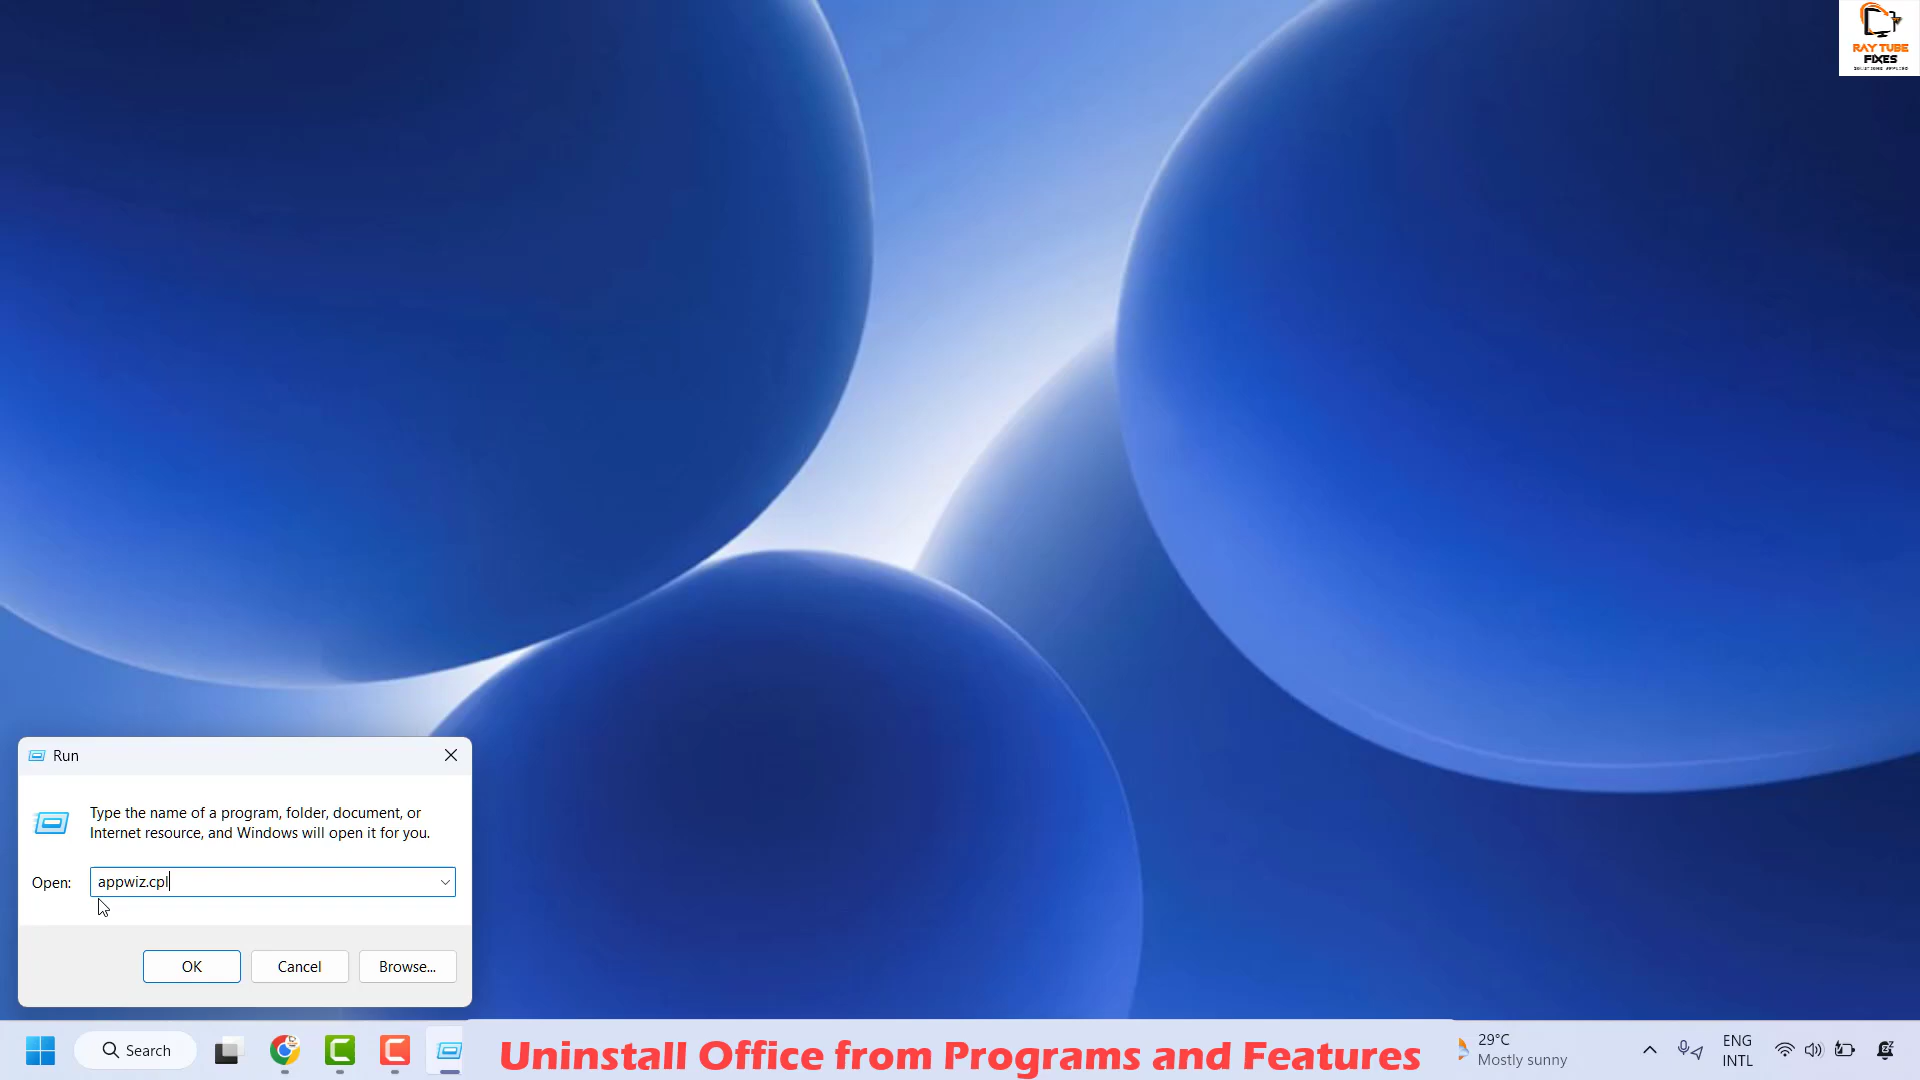 RAY TUBE
FIXES
Run
Type the name of a program, folder, document, or
Internet resource, and Windows will open it for you.
Open:
appwiz.cpl
OK
Cancel
Browse...
Search
Uninstall Office from Programs and Features
29°C
Mostly sunny
ENG
INTL